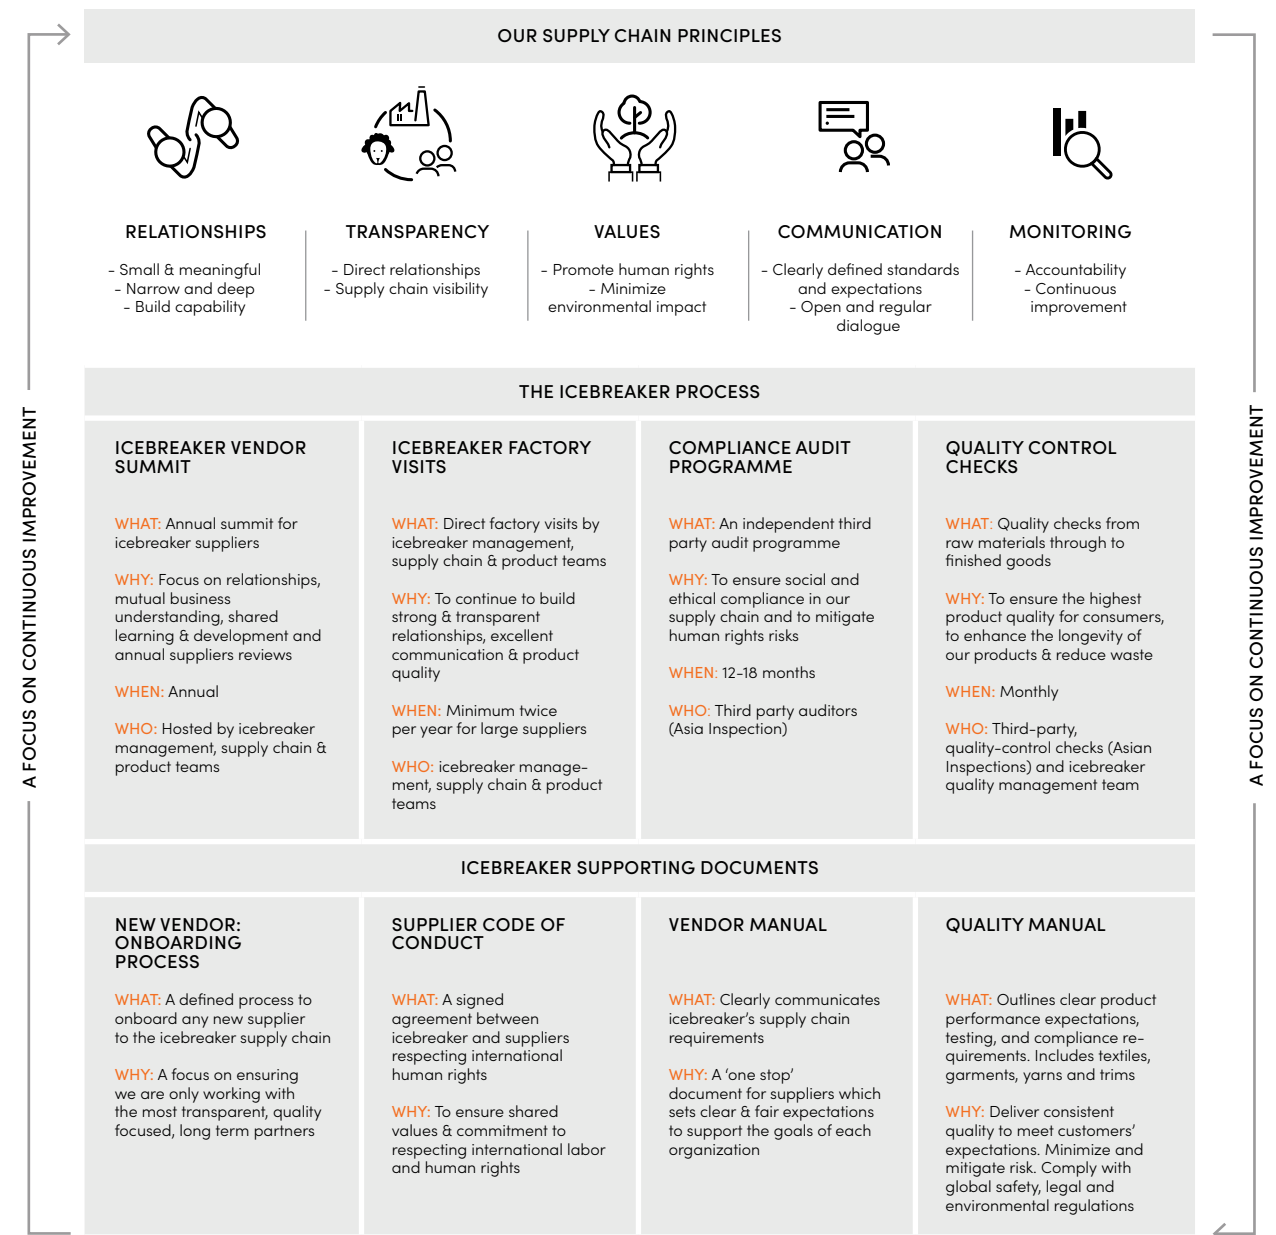 OUR SUPPLY CHAIN PRINCIPLES
RELATIONSHIPS
- Small & meaningful
- Narrow and deep
- Build capability
TRANSPARENCY
- Direct relationships
- Supply chain visibility
VALUES
- Promote human rights
- Minimize
environmental impact
COMMUNICATION
- Clearly defined standards
and expectations
- Open and regular
dialogue
MONITORING
- Accountability
- Continuous
improvement
A FOCUS ON CONTINUOUS IMPROVEMENT
A FOCUS ON CONTINUOUS IMPROVEMENT
THE ICEBREAKER PROCESS
ICEBREAKER VENDOR
SUMMIT
WHAT: Annual summit for
icebreaker suppliers
WHY: Focus on relationships,
mutual business
understanding, shared
learning & development and
annual suppliers reviews
WHEN: Annual
WHO: Hosted by icebreaker
management, supply chain &
product teams
ICEBREAKER FACTORY
VISITS
WHAT: Direct factory visits by
icebreaker management,
supply chain & product teams
WHY: To continue to build
strong & transparent
relationships, excellent
communication & product
quality
WHEN: Minimum twice
per year for large suppliers
WHO: icebreaker manage-
ment, supply chain & product
teams
COMPLIANCE AUDIT
PROGRAMME
WHAT: An independent third
party audit programme
WHY: To ensure social and
ethical compliance in our
supply chain and to mitigate
human rights risks
WHEN: 12-18 months
WHO: Third party auditors
(Asia Inspection)
QUALITY CONTROL
CHECKS
WHAT: Quality checks from
raw materials through to
finished goods
WHY: To ensure the highest
product quality for consumers,
to enhance the longevity of
our products & reduce waste
WHEN: Monthly
WHO: Third-party,
quality-control checks (Asian
Inspections) and icebreaker
quality management team
ICEBREAKER SUPPORTING DOCUMENTS
NEW VENDOR:
ONBOARDING
PROCESS
WHAT: A defined process to
onboard any new supplier
to the icebreaker supply chain
WHY: A focus on ensuring
we are only working with
the most transparent, quality
focused, long term partners
SUPPLIER CODE OF
CONDUCT
WHAT: A signed
agreement between
icebreaker and suppliers
respecting international
human rights
WHY: To ensure shared
values & commitment to
respecting international labor
and human rights
VENDOR MANUAL
WHAT: Clearly communicates
icebreaker's supply chain
requirements
WHY: A 'one stop'
document for suppliers which
sets clear & fair expectations
to support the goals of each
organization
QUALITY MANUAL
WHAT: Outlines clear product
performance expectations,
testing, and compliance re-
quirements. Includes textiles,
garments, yarns and trims
WHY: Deliver consistent
quality to meet customers'
expectations. Minimize and
mitigate risk. Comply with
global safety, legal and
environmental regulations